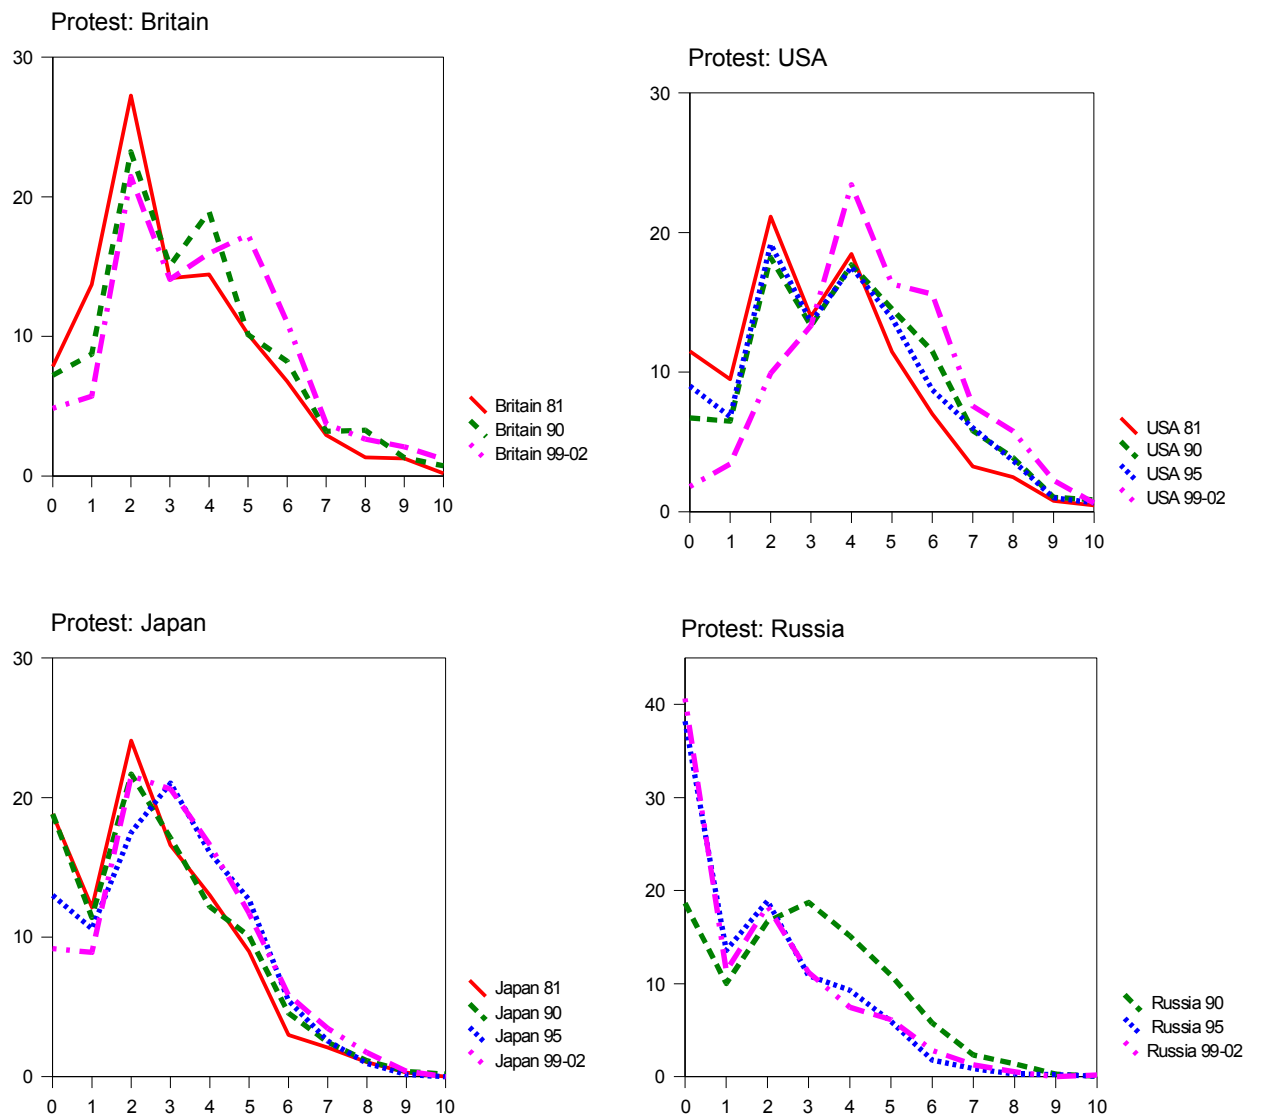 Protest: Britain
30
20
10
0
0 1 2 3 4 5 6 7 8 9 10
Britain 81
Britain 90
Britain 99-02
Protest: USA
30
20
10
0
0 1 2 3 4 5 6 7 8 9 10
USA 81
USA 90
USA 95
USA 99-02
Protest: Japan
30
20
10
0
0 1 2 3 4 5 6 7 8 9 10
Japan 81
Japan 90
Japan 95
Japan 99-02
Protest: Russia
40
30
20
10
0
0 1 2 3 4 5 6 7 8 9 10
Russia 90
Russia 95
Russia 99-02